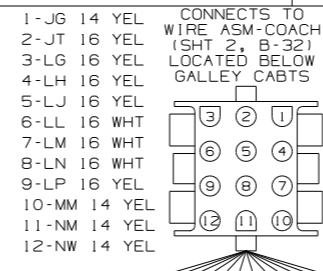 1-JG 14 YEL
2-JT 16 YEL
3-LG 16 YEL
4-LH 16 YEL
5-LJ 16 YEL
6-LL 16 WHT
7-LM 16 WHT
8-LN 16 WHT
9-LP 16 YEL
10-MM 14 YEL
11-NM 14 YEL
12-NW 14 YEL
CONNECTS TO
WIRE ASM-COACH
(SHT 2, B-32)
LOCATED BELOW
GALLEY CABTS
3 2 1
6 5 4
9 8 7
12 11 10